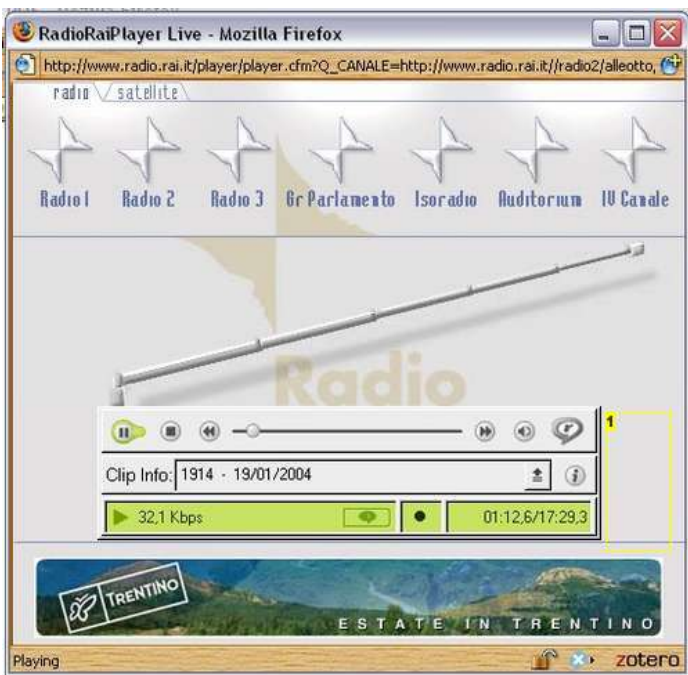 RadioRaiPlayer Live - Mozilla Firefox
http://www.radio.rai.it/player/player.cfm?Q_CANALE=http://www.radio.rai.it//radio2/alleotto,
radio satellite
Radio 1 Radio 2 Radio 3 Gr Parlamento Isoradio Auditorium IV Canale
Radio
1
Clip Info: 1914 - 19/01/2004
32,1 Kbps 01:12,6/17:29,3
TRENTINO
ESTATE IN TRENTINO
Playing zotero